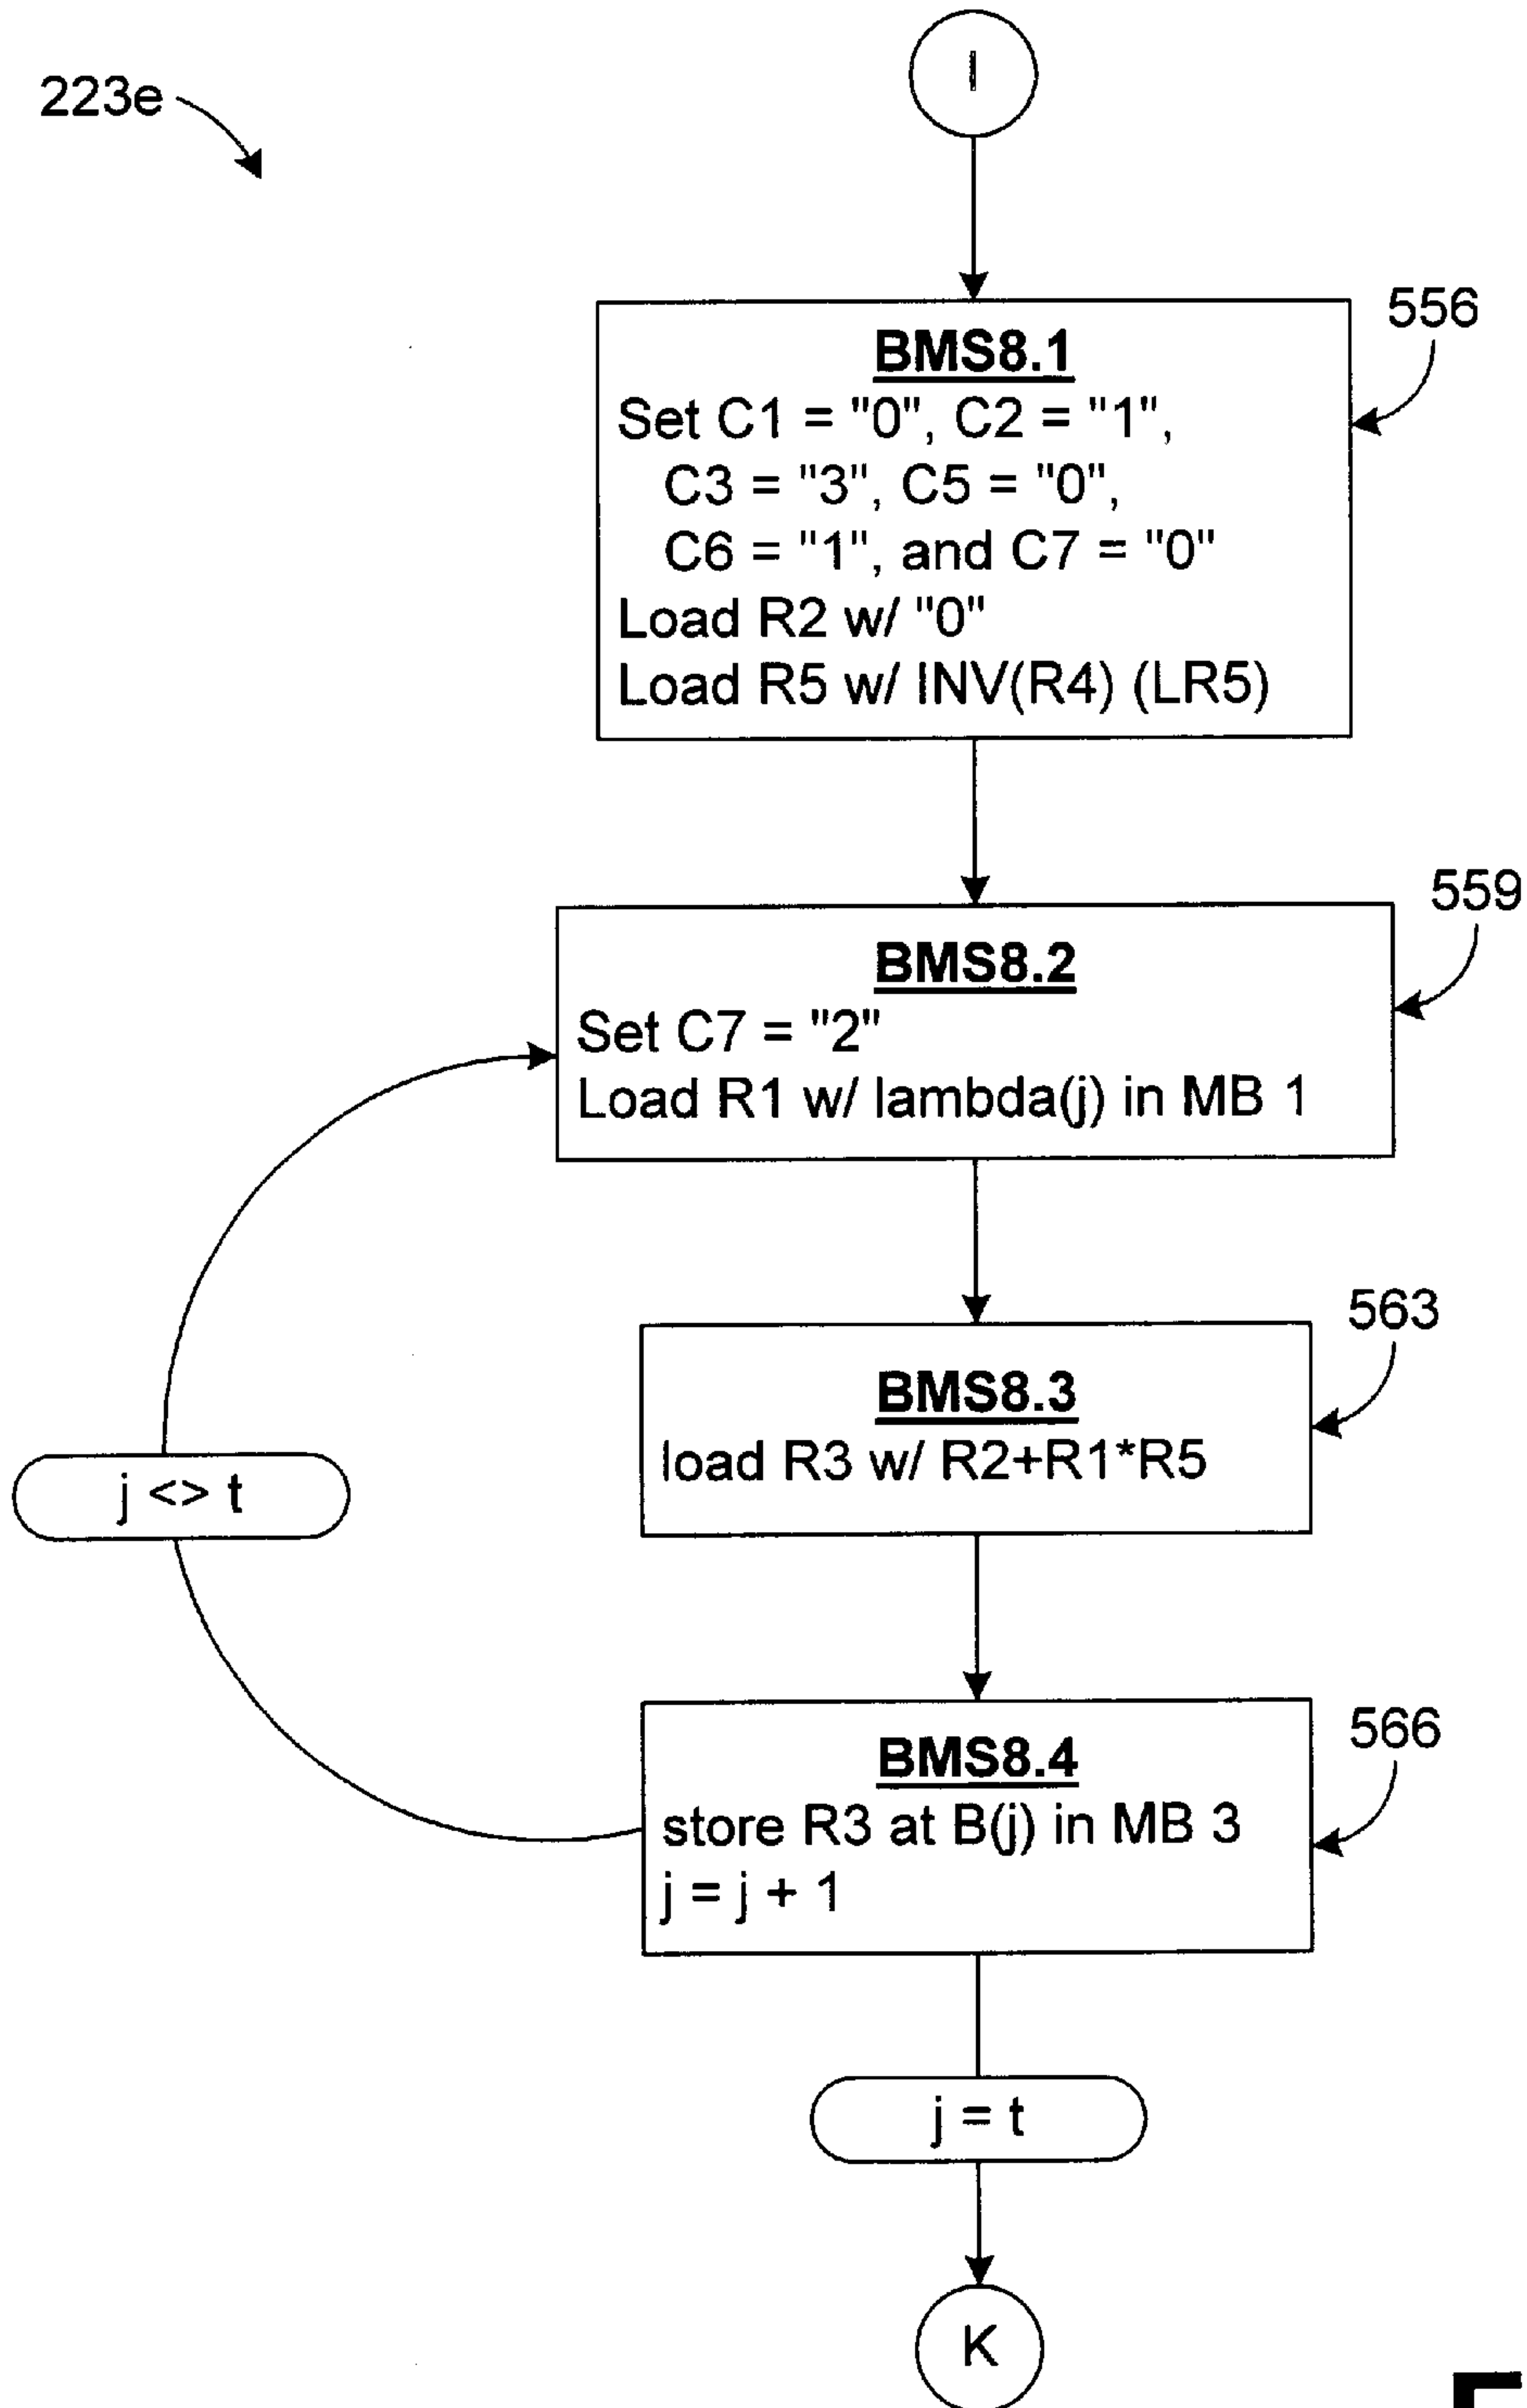 I
223e
556
BMS8.1
Set C1 = "0", C2 = "1",
C3 = "3", C5 = "0",
C6 = "1", and C7 = "0"
Load R2 w/ "0"
Load R5 w/ INV(R4) (LR5)
559
BMS8.2
Set C7 = "2"
Load R1 w/ lambda(j) in MB 1
563
BMS8.3
load R3 w/ R2+R1*R5
j <> t
566
BMS8.4
store R3 at B(j) in MB 3
j = j + 1
j = t
K